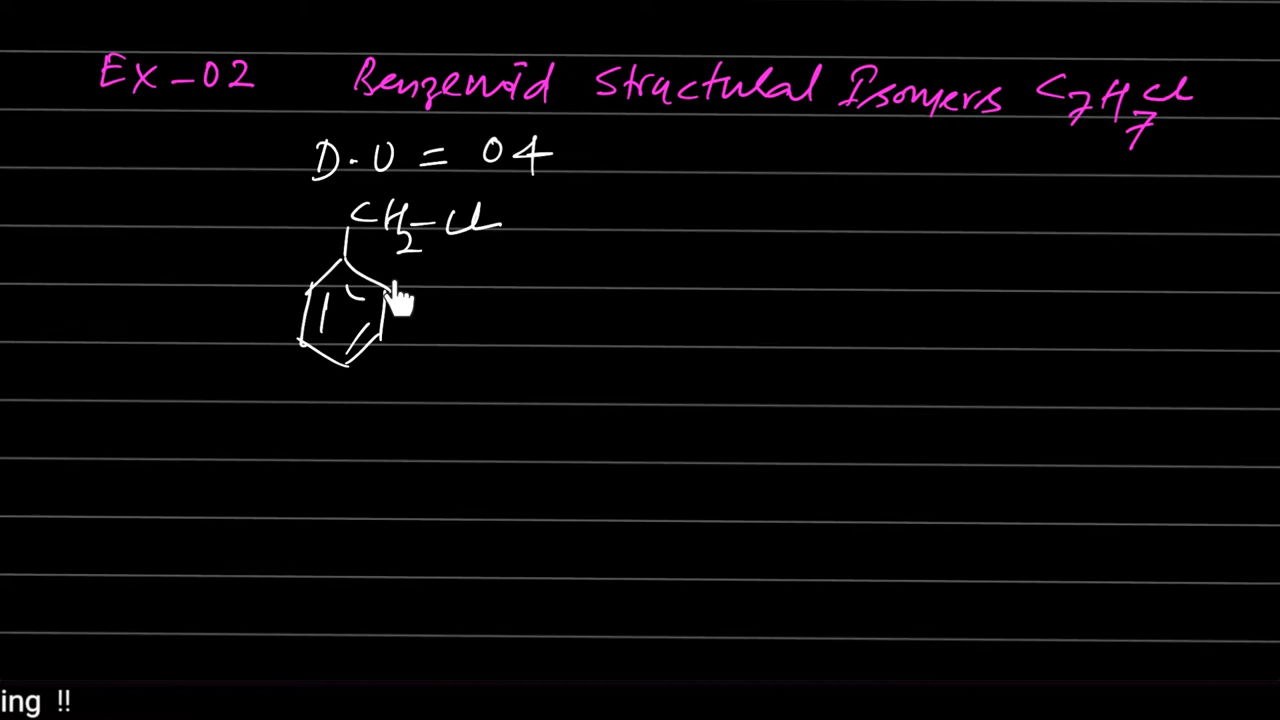 Ex-02 Benzenoid Structural Isomers C₇H₇Cl
D.U = 04
CH₂-Cl
ing !!